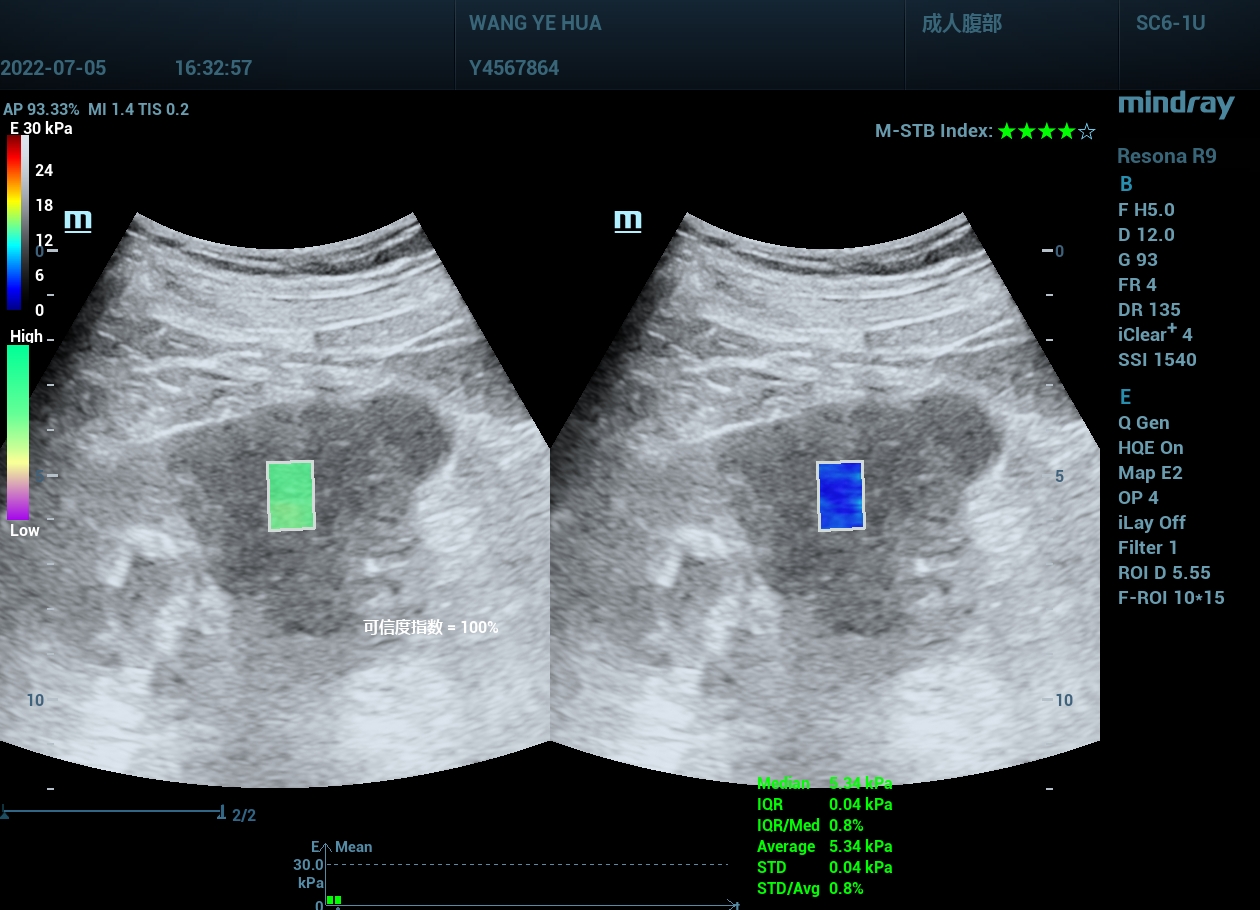 WANG YE HUA 成人腹部 SC6-1U
2022-07-05 16:32:57 Y4567864
AP 93.33% MI 1.4 TIS 0.2
mindray
E 30 kPa
24
18
12
6
0
M-STB Index:
m
m
0
0
High
Low
5
10
10
可信度指数 = 100%
Resona R9
B
F H5.0
D 12.0
G 93
FR 4
DR 135
iClear+ 4
SSI 1540
E
Q Gen
HQE On
Map E2
OP 4
iLay Off
Filter 1
ROI D 5.55
F-ROI 10*15
2/2
Median 5.34 kPa
IQR 0.04 kPa
IQR/Med 0.8%
Average 5.34 kPa
STD 0.04 kPa
STD/Avg 0.8%
E Mean
30.0
kPa
0
t